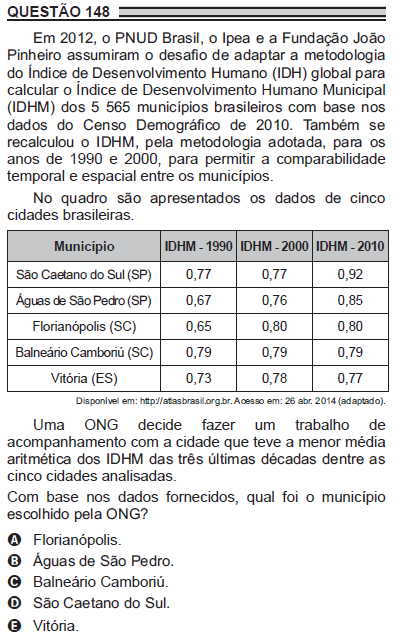 QUESTÃO 148
Em 2012, o PNUD Brasil, o Ipea e a Fundação João
Pinheiro assumiram o desafio de adaptar a metodologia
do Índice de Desenvolvimento Humano (IDH) global para
calcular o Índice de Desenvolvimento Humano Municipal
(IDHM) dos 5 565 municípios brasileiros com base nos
dados do Censo Demográfico de 2010. Também se
recalculou o IDHM, pela metodologia adotada, para os
anos de 1990 e 2000, para permitir a comparabilidade
temporal e espacial entre os municípios.
No quadro são apresentados os dados de cinco
cidades brasileiras.
Município IDHM - 1990 IDHM - 2000 IDHM - 2010
São Caetano do Sul (SP) 0,77 0,77 0,92
Águas de São Pedro (SP) 0,67 0,76 0,85
Florianópolis (SC) 0,65 0,80 0,80
Balneário Camboriú (SC) 0,79 0,79 0,79
Vitória (ES) 0,73 0,78 0,77
Disponível em: http://atlasbrasil.org.br. Acesso em: 26 abr. 2014 (adaptado).
Uma ONG decide fazer um trabalho de
acompanhamento com a cidade que teve a menor média
aritmética dos IDHM das três últimas décadas dentre as
cinco cidades analisadas.
Com base nos dados fornecidos, qual foi o município
escolhido pela ONG?
A Florianópolis.
B Águas de São Pedro.
C Balneário Camboriú.
D São Caetano do Sul.
E Vitória.